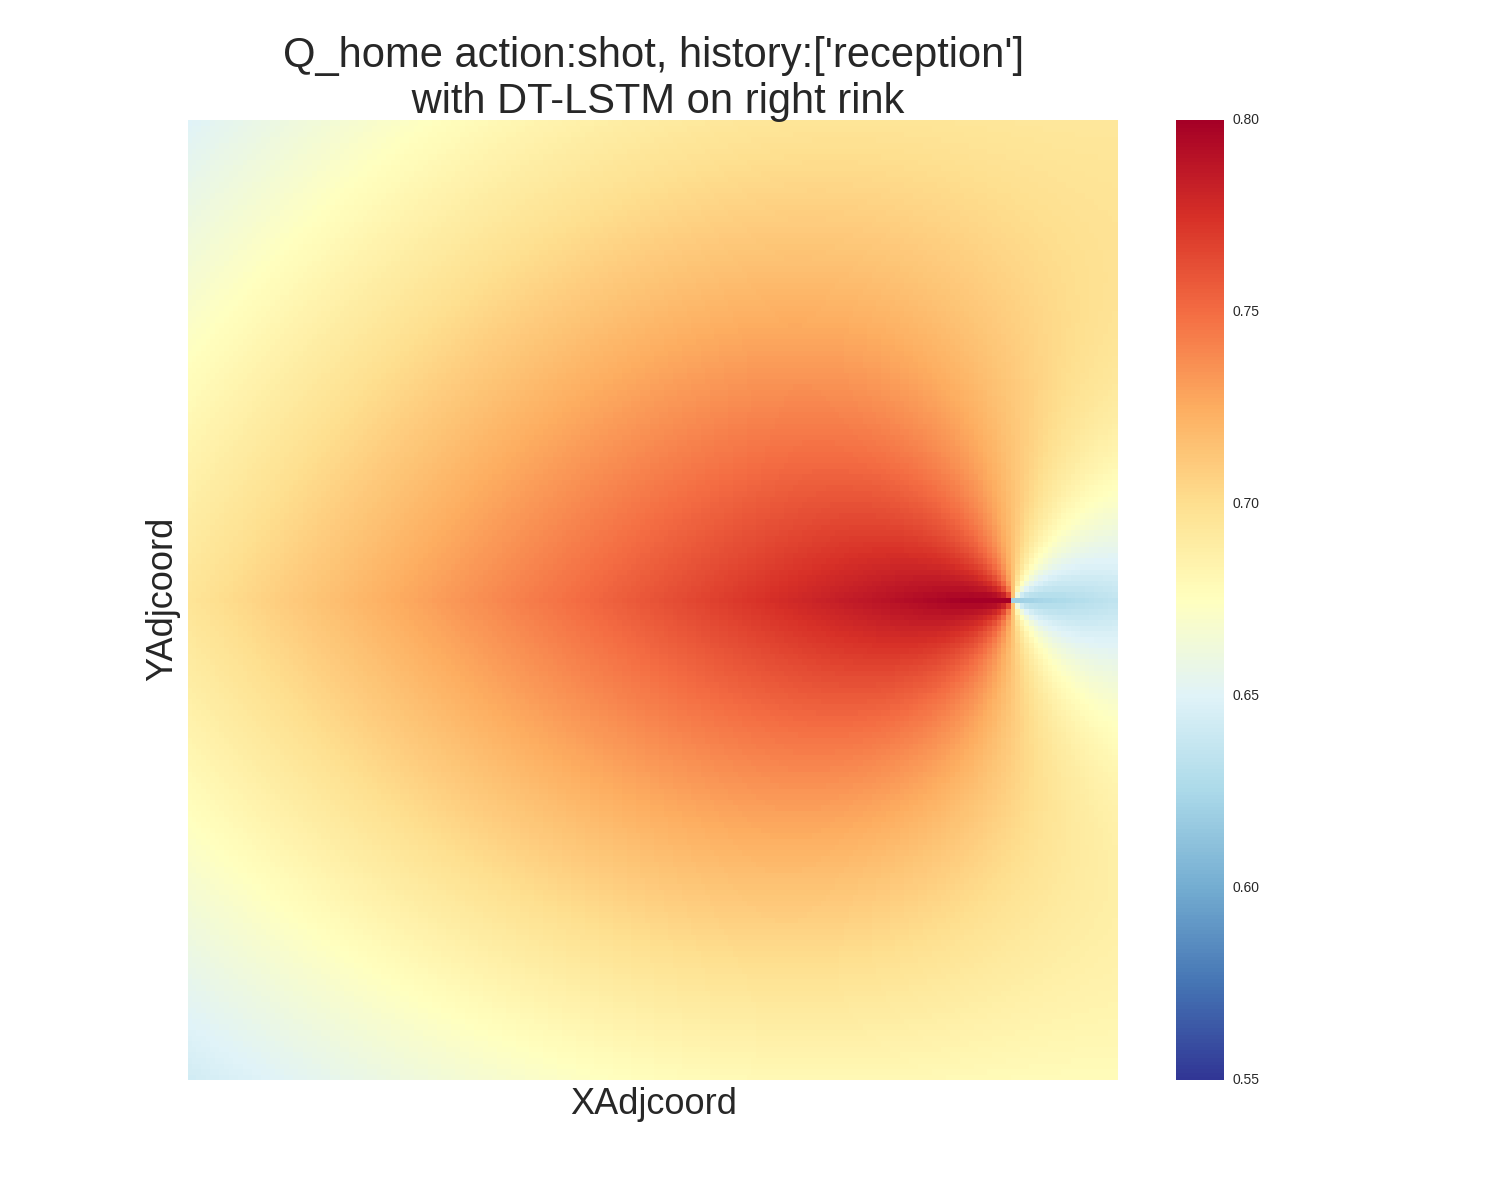 Q_home action:shot, history:['reception']
with DT-LSTM on right rink
0.80
0.75
0.70
0.65
0.60
0.55
YAdjcoord
XAdjcoord